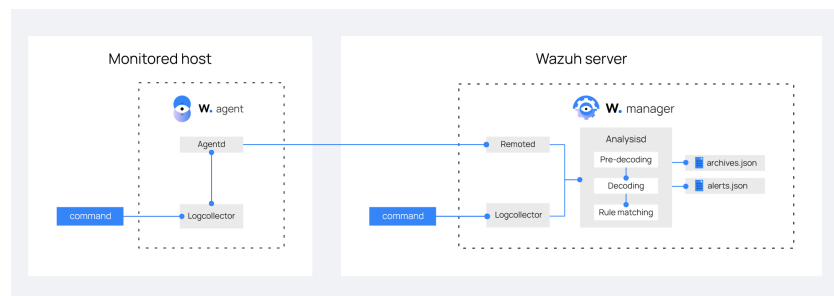 Monitored host
W. agent
Agentd
command
Logcollector
Wazuh server
W. manager
Remoted
command
Logcollector
Analysisd
Pre-decoding
Decoding
Rule matching
archives.json
alerts.json